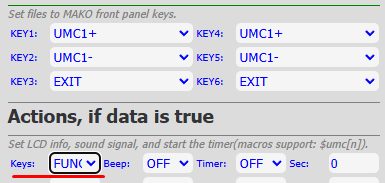 Set files to MAKO front panel keys.
KEY1: UMC1+ KEY4: UMC1+
KEY2: UMC1- KEY5: UMC1-
KEY3: EXIT KEY6: EXIT
Actions, if data is true
Set LCD info, sound signal, and start the timer(macros support: $umc[n]).
Keys: FUNC Beep: OFF Timer: OFF Sec: 0